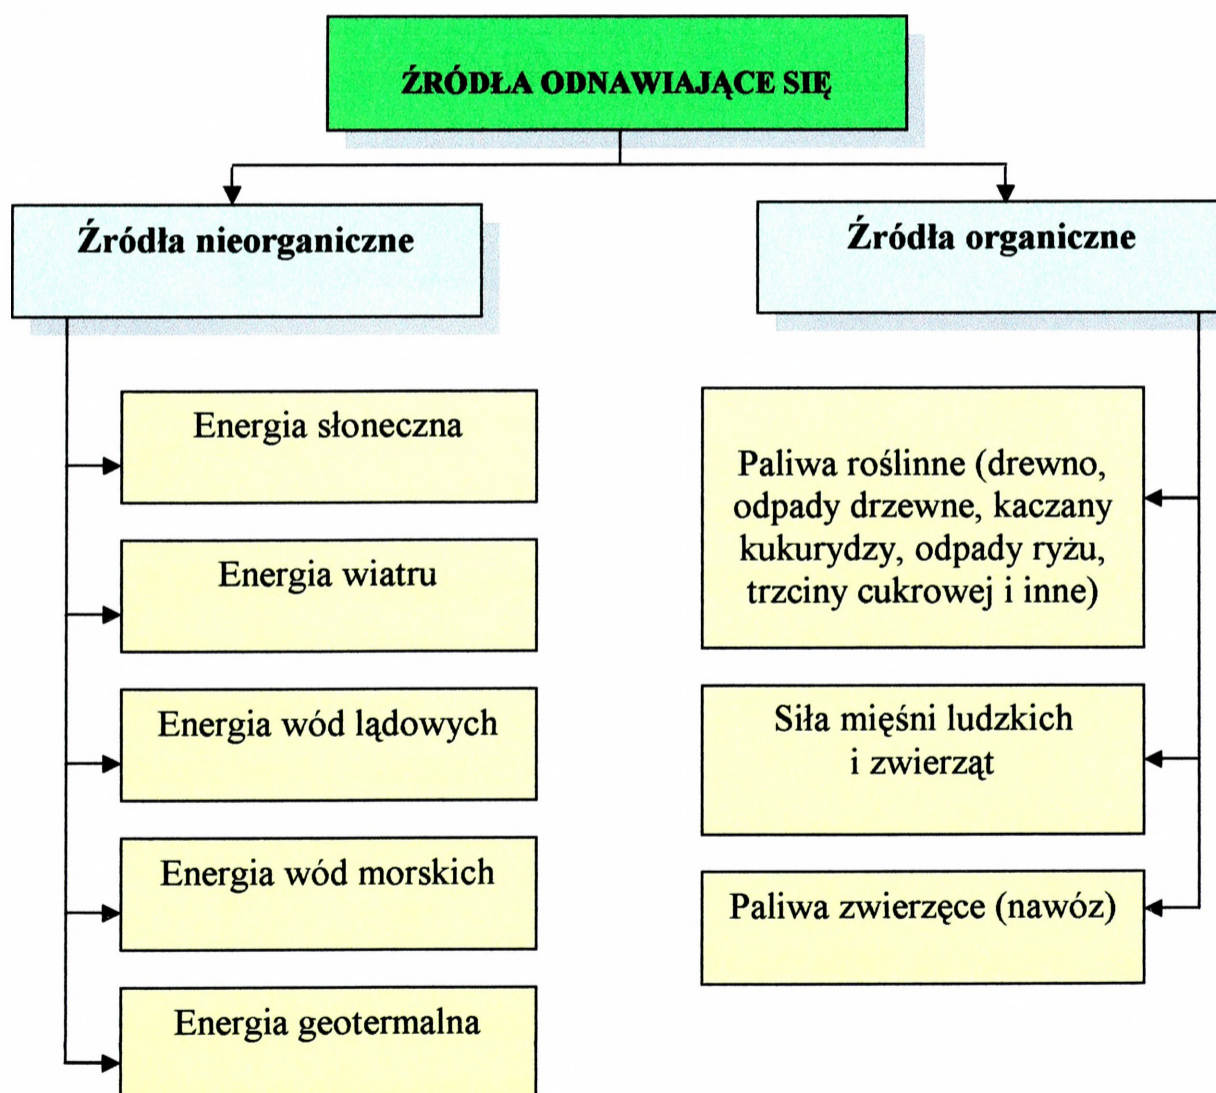 ŹRÓDŁA ODNAWIAJĄCE SIĘ
Źródła nieorganiczne
Energia słoneczna
Energia wiatru
Energia wód lądowych
Energia wód morskich
Energia geotermalna
Źródła organiczne
Paliwa roślinne (drewno,
odpady drzewne, kaczany
kukurydzy, odpady ryżu,
trzciny cukrowej i inne)
Siła mięśni ludzkich
i zwierząt
Paliwa zwierzęce (nawóz)